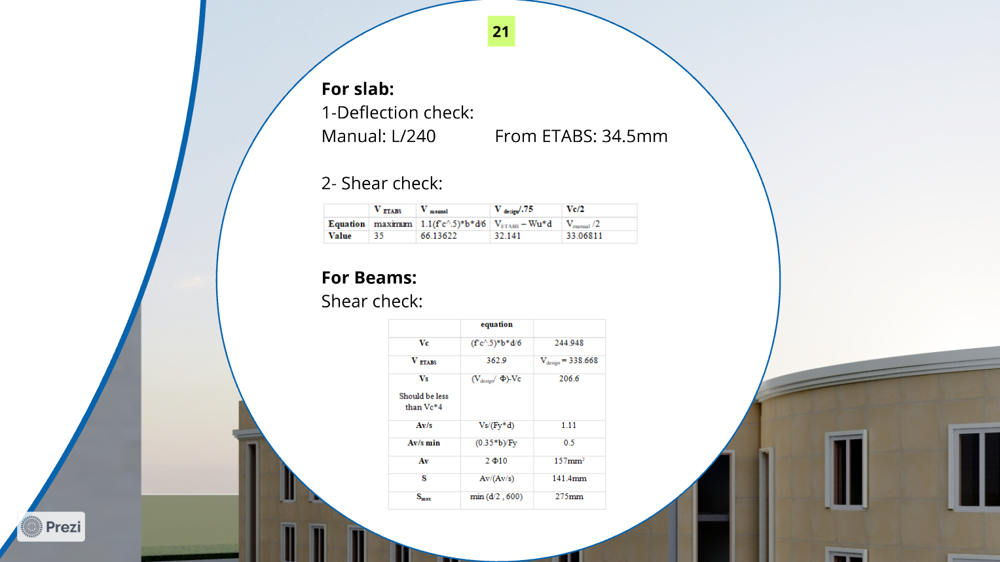 21
For slab:
1-Deflection check:
Manual: L/240 From ETABS: 34.5mm
2- Shear check:
V ETABS V manual V design/.75 Vc/2
Equation maximum 1.1(f'c^.5)*b*d/6 VETABS – Wu*d Vmanual /2
Value 35 66.13622 32.141 33.06811
For Beams:
Shear check:
equation
Vc (f'c^.5)*b*d/6 244.948
V ETABS 362.9 Vdesign = 338.668
Vs (Vdesign/ Φ)-Vc 206.6
Should be less
than Vc*4
Av/s Vs/(Fy*d) 1.11
Av/s min (0.35*b)/Fy 0.5
Av 2 Φ10 157mm²
S Av/(Av/s) 141.4mm
Smax min (d/2 , 600) 275mm
Prezi